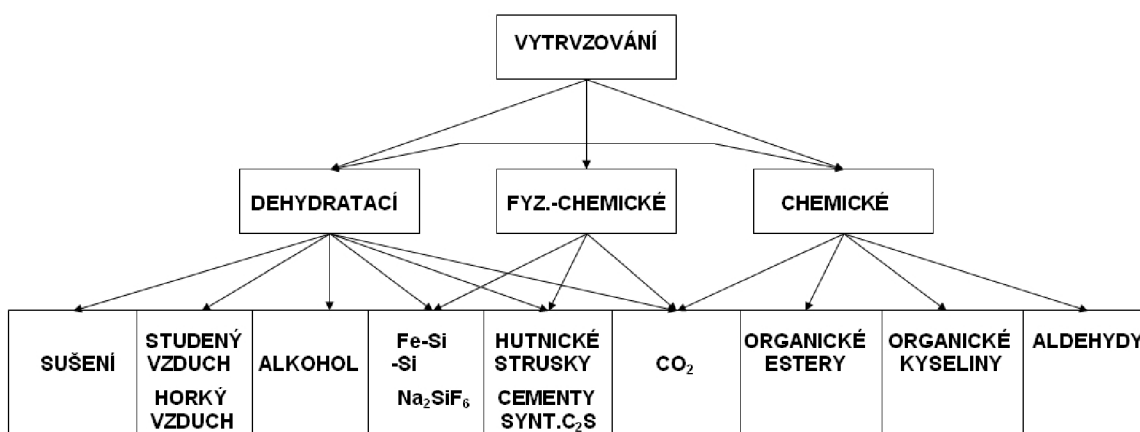 VYTRVZOVÁNÍ
DEHYDRATACÍ
FYZ.-CHEMICKÉ
CHEMICKÉ
SUŠENÍ
STUDENÝ
VZDUCH
HORKÝ
VZDUCH
ALKOHOL
Fe-Si
-Si
Na₂SiF₆
HUTNICKÉ
STRUSKY
CEMENTY
SYNT.C₂S
CO₂
ORGANICKÉ
ESTERY
ORGANICKÉ
KYSELINY
ALDEHYDY